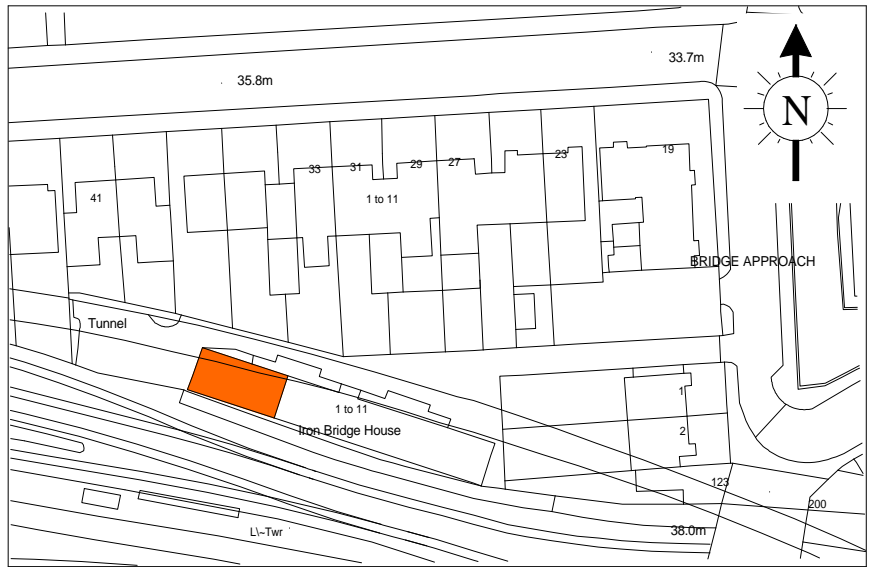 33.7m
35.8m
N
19
23
27
29
31
33
1 to 11
41
BRIDGE APPROACH
Tunnel
1
1 to 11
Iron Bridge House
2
123
200
L\~Twr
38.0m